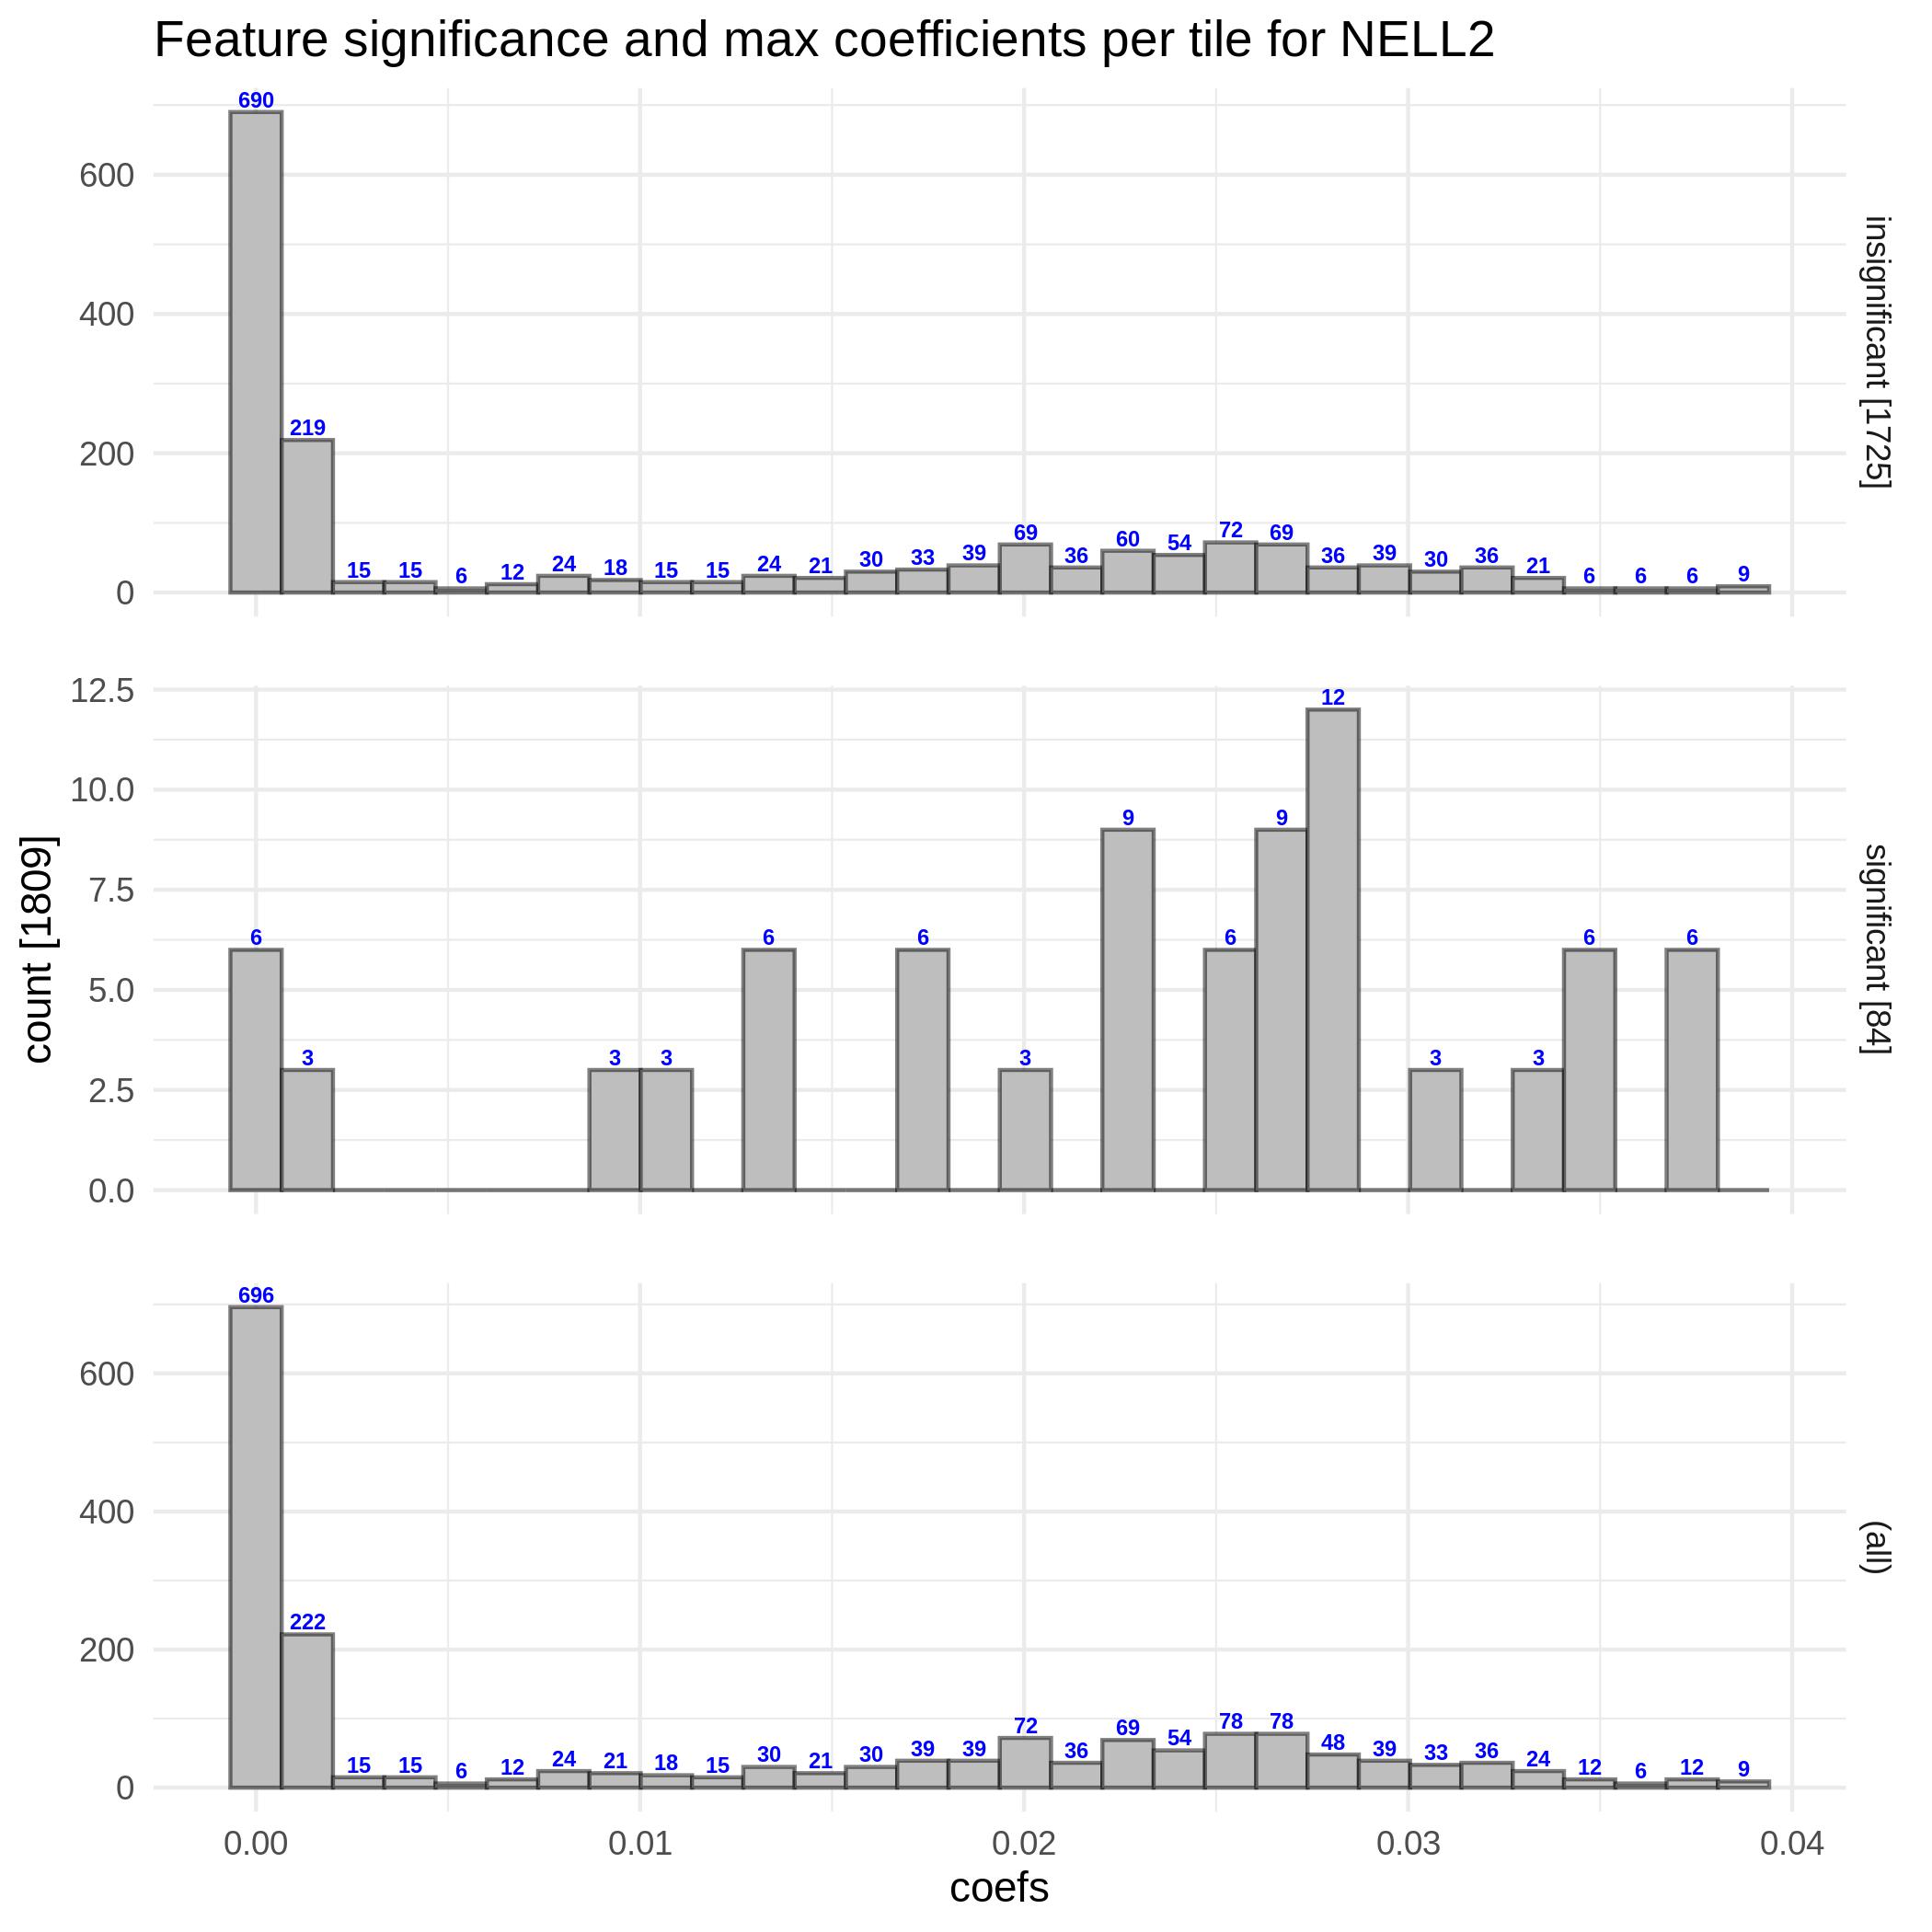 Feature significance and max coefficients per tile for NELL2
690
219
15 15 6 12 24 18 15 15 24 21 30 33 39 69 36 60 54 72 69 36 39 30 36 21 6 6 6 9
600
400
200
0
insignificant [1725]
12.5
10.0
7.5
5.0
2.5
0.0
6 3 3 3 6 6 3 9 6 9 12 3 3 6 6
significant [84]
count [1809]
696
222
15 15 6 12 24 21 18 15 30 21 30 39 39 72 36 69 54 78 78 48 39 33 36 24 12 6 12 9
600
400
200
0
(all)
0.00 0.01 0.02 0.03 0.04
coefs